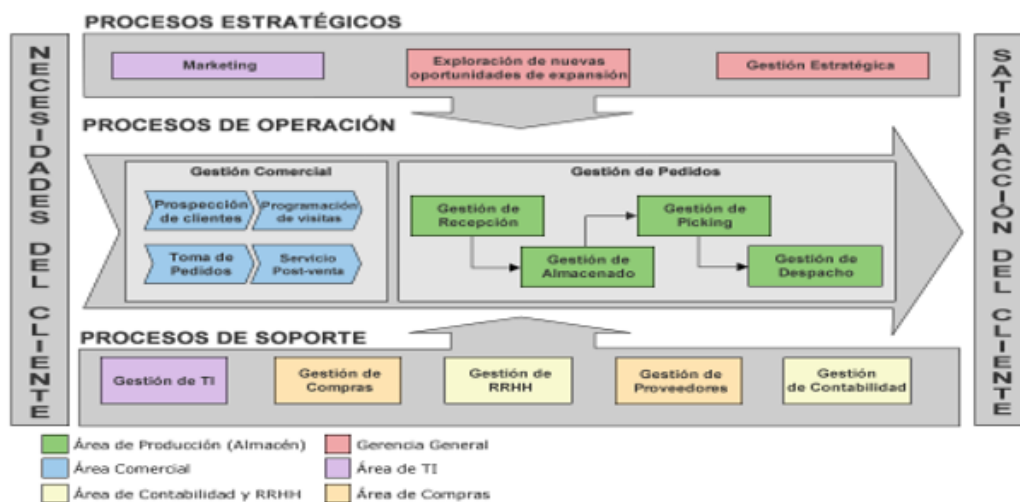 PROCESOS ESTRATÉGICOS
NECESIDADES DEL CLIENTE
Marketing
Exploración de nuevas
oportunidades de expansión
Gestión Estratégica
SATISFACCIÓN DEL CLIENTE
PROCESOS DE OPERACIÓN
Gestión Comercial
Prospección
de clientes
Programación
de visitas
Toma de
Pedidos
Servicio
Post-venta
Gestión de Pedidos
Gestión de
Recepción
Gestión de
Almacenado
Gestión de
Picking
Gestión de
Despacho
PROCESOS DE SOPORTE
Gestión de TI
Gestión de
Compras
Gestión de
RRHH
Gestión de
Proveedores
Gestión
de Contabilidad
Área de Producción (Almacén)
Gerencia General
Área Comercial
Área de TI
Área de Contabilidad y RRHH
Área de Compras